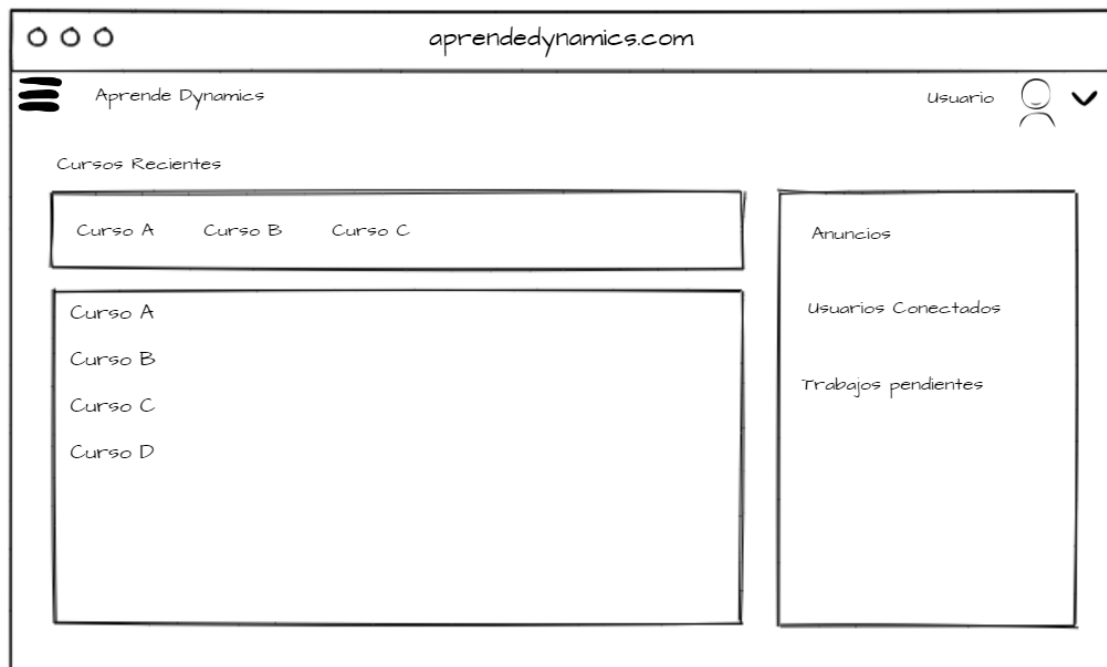 aprendedynamics.com
Aprende Dynamics
Usuario
Cursos Recientes
Curso A Curso B Curso C
Curso A
Curso B
Curso C
Curso D
Anuncios
Usuarios Conectados
Trabajos pendientes